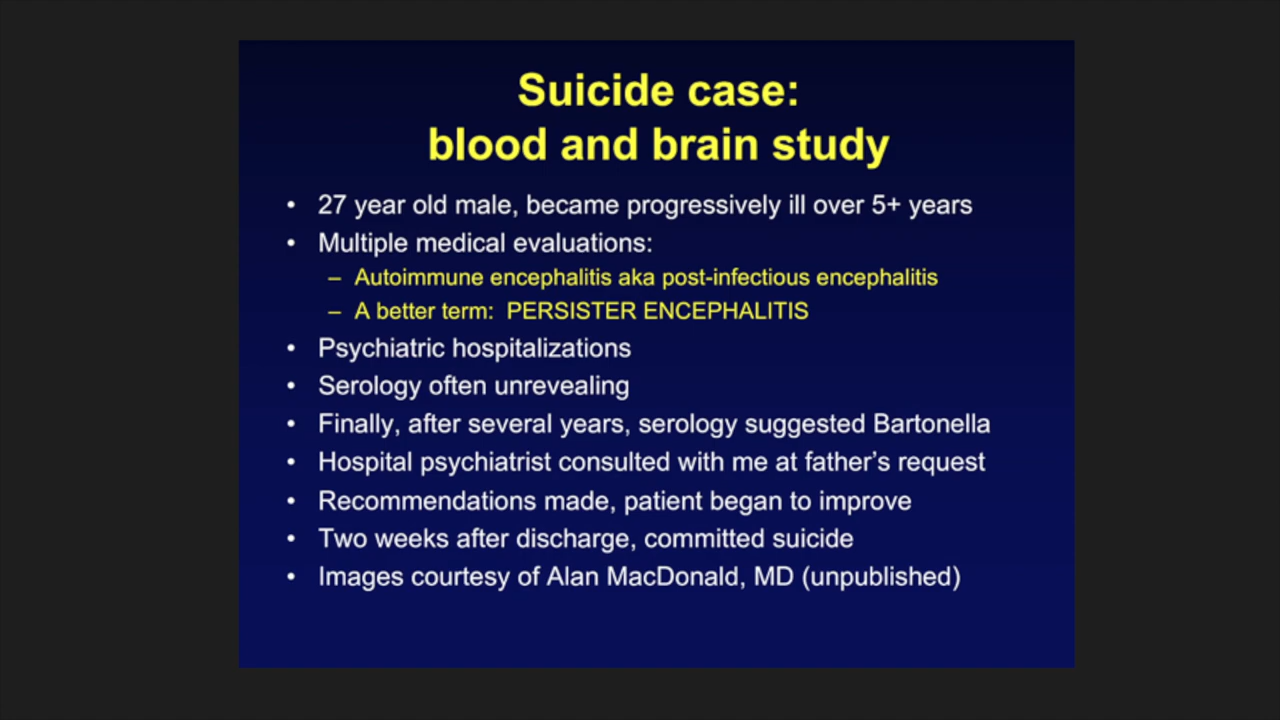 Suicide case:
blood and brain study
• 27 year old male, became progressively ill over 5+ years
• Multiple medical evaluations:
– Autoimmune encephalitis aka post-infectious encephalitis
– A better term: PERSISTER ENCEPHALITIS
• Psychiatric hospitalizations
• Serology often unrevealing
• Finally, after several years, serology suggested Bartonella
• Hospital psychiatrist consulted with me at father’s request
• Recommendations made, patient began to improve
• Two weeks after discharge, committed suicide
• Images courtesy of Alan MacDonald, MD (unpublished)